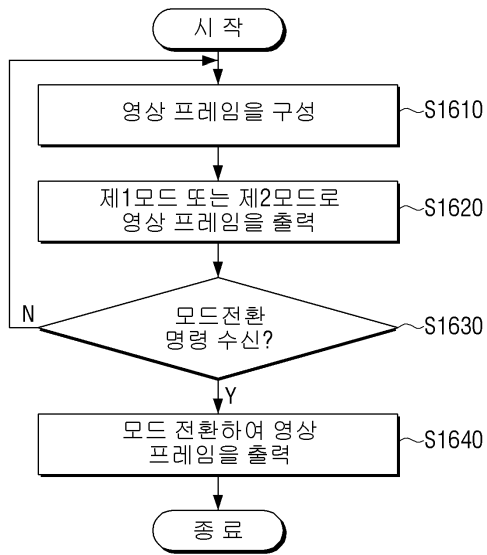 시 작
영상 프레임을 구성
S1610
제1모드 또는 제2모드로
영상 프레임을 출력
S1620
모드전환
명령 수신?
S1630
N
Y
모드 전환하여 영상
프레임을 출력
S1640
종 료